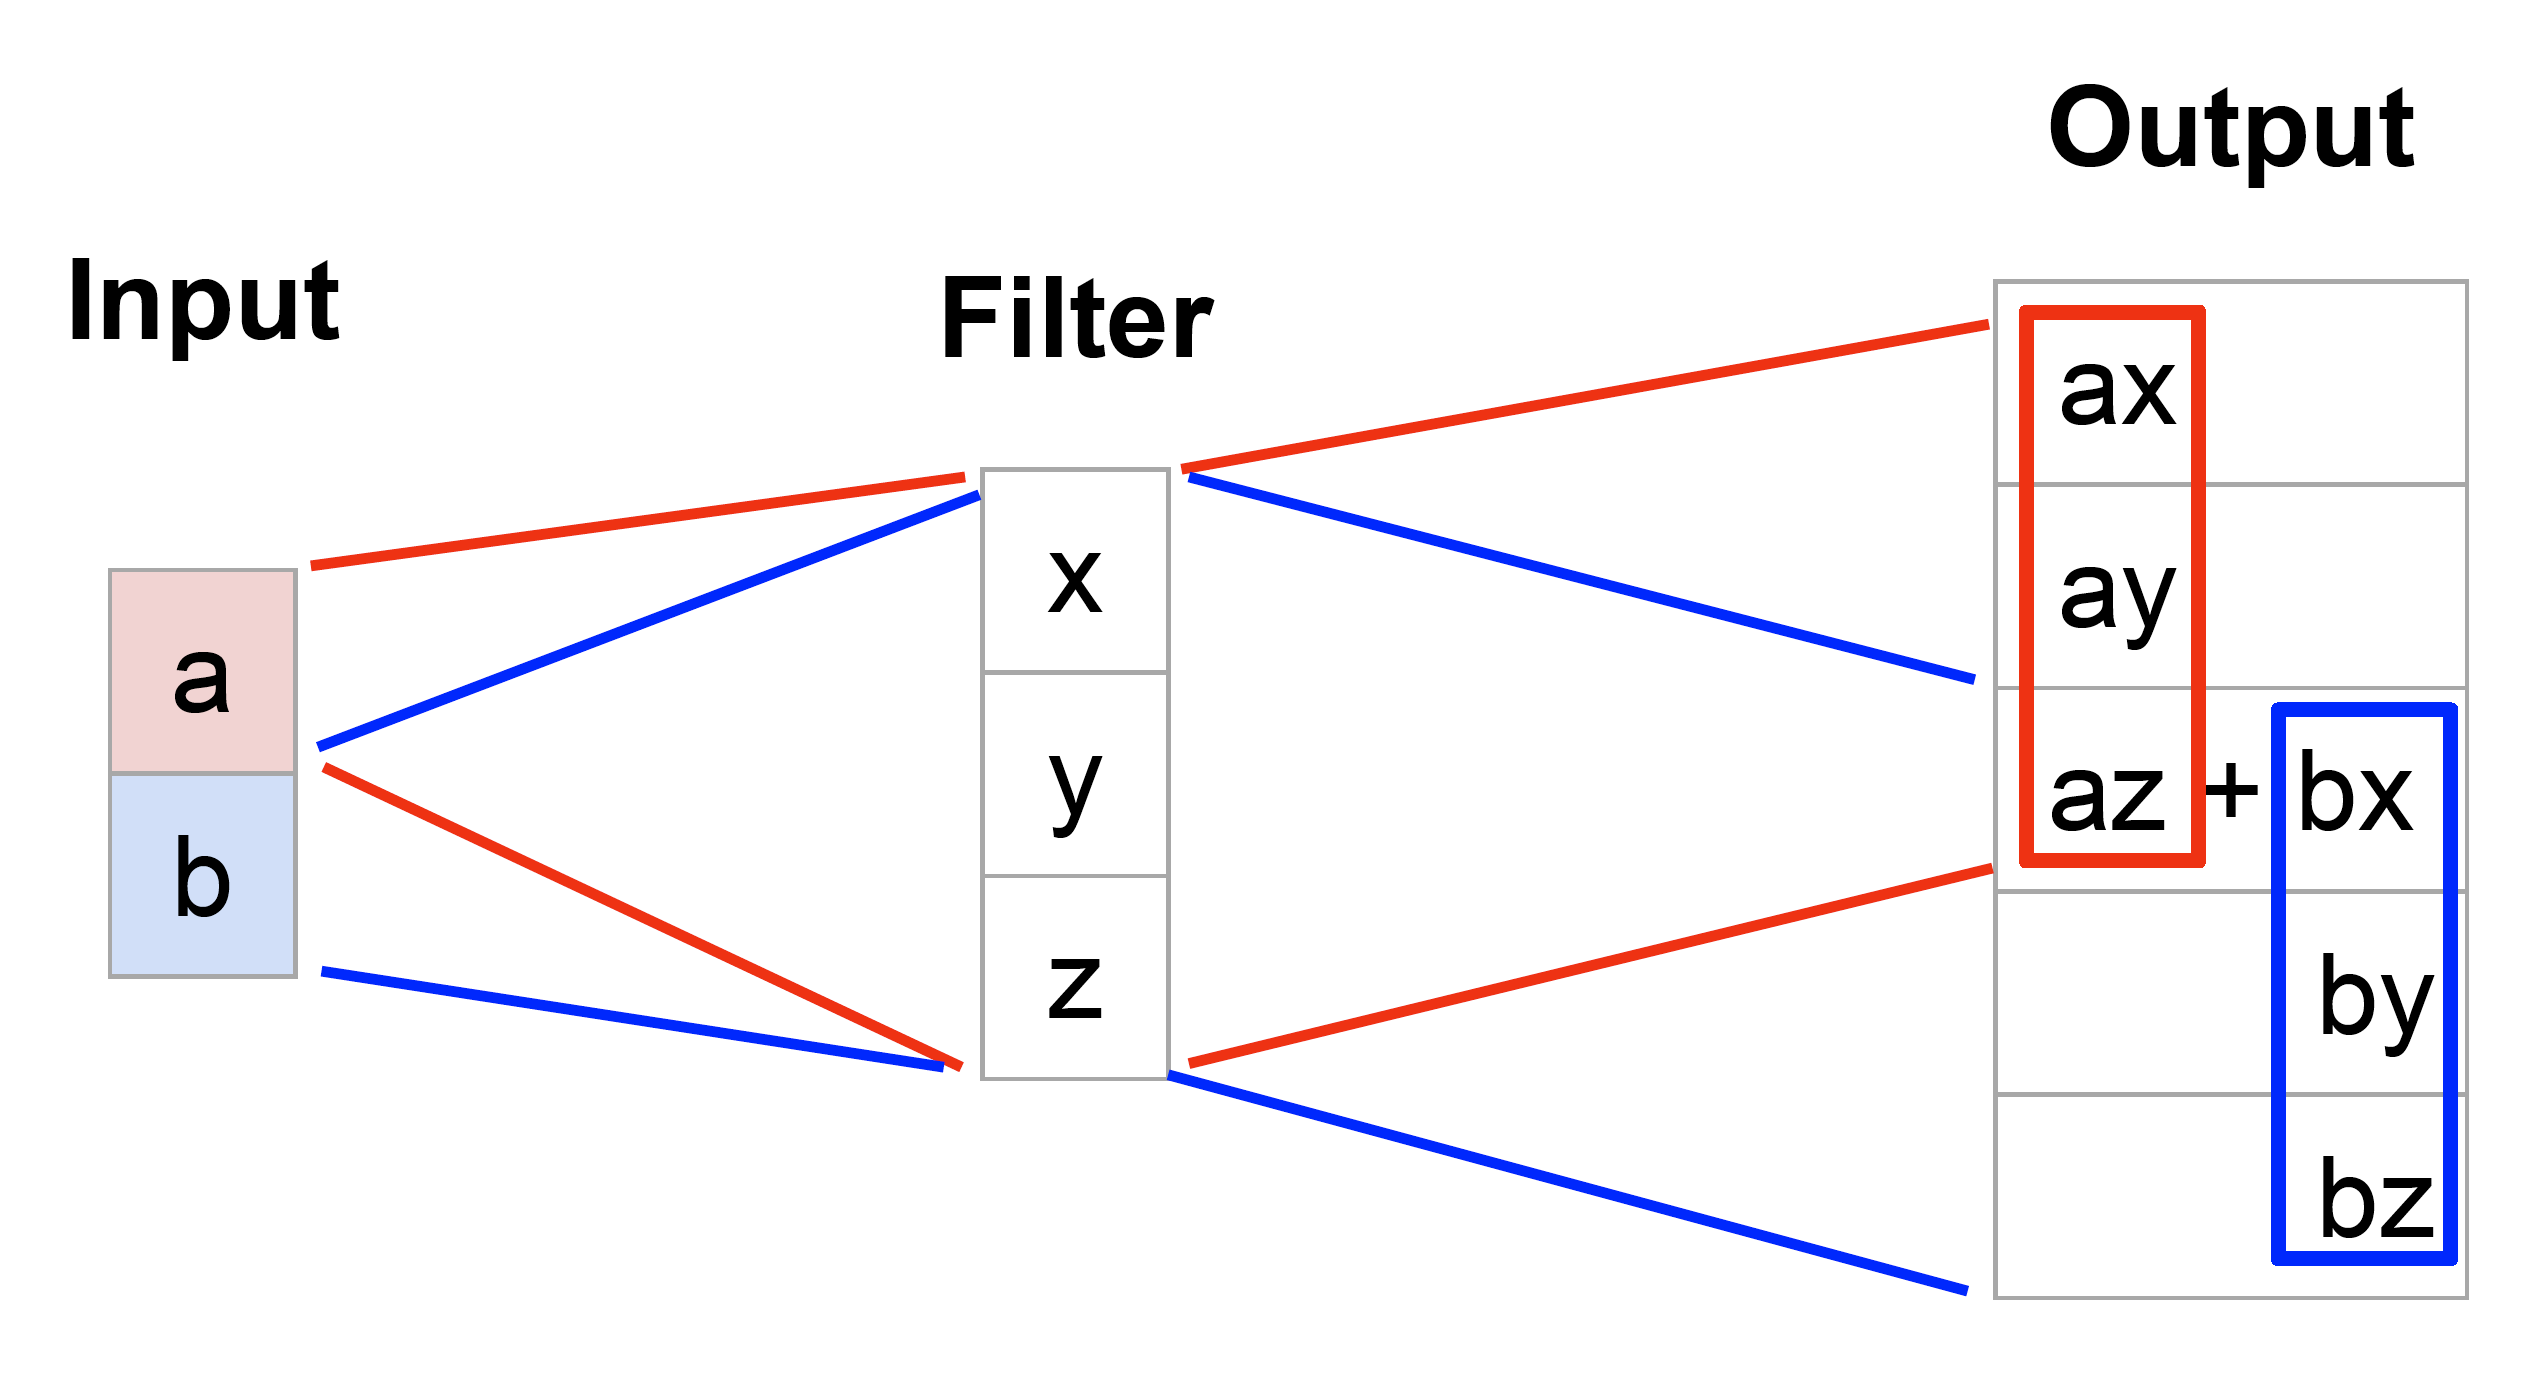 Output
Input
Filter
ax
x
ay
a
y
az + bx
b
z
by
bz